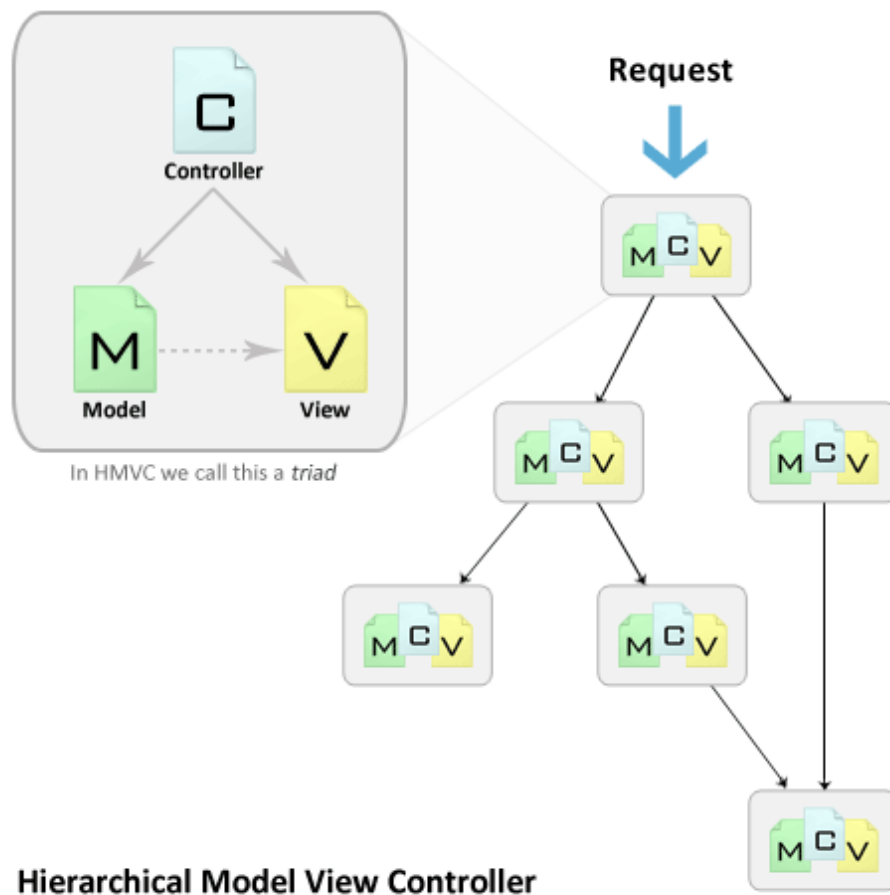 C
Controller
M
V
Model
View
In HMVC we call this a triad
Request
M C V
M C V
M C V
M C V
M C V
M C V
Hierarchical Model View Controller